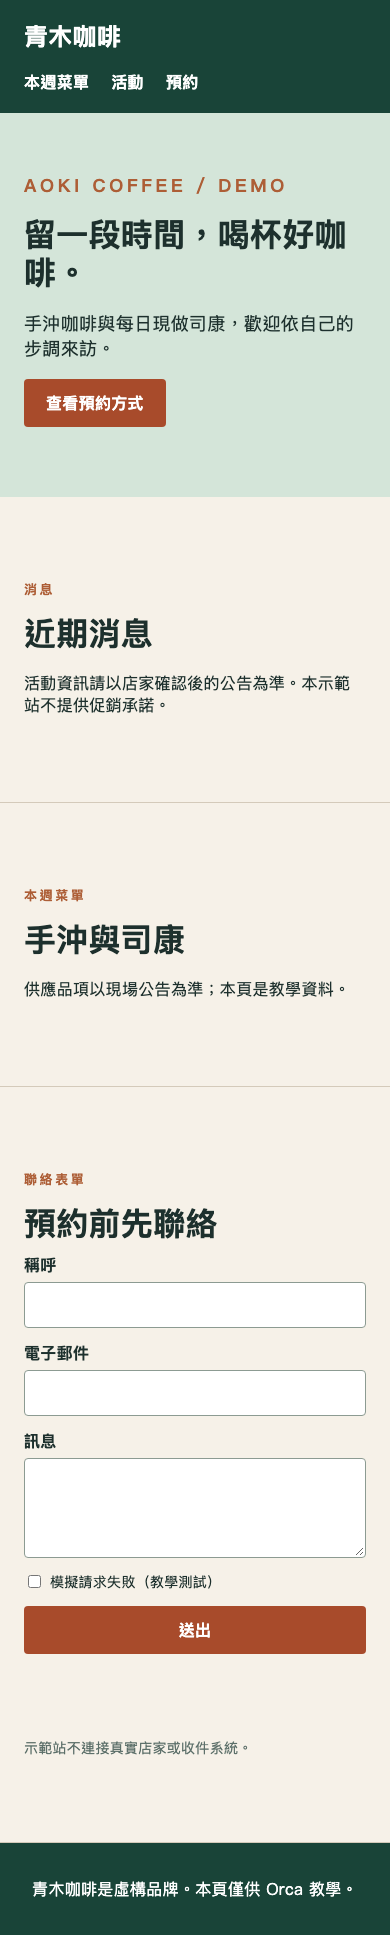 青木咖啡
本週菜單 活動 預約
AOKI COFFEE / DEMO
留一段時間，喝杯好咖
啡。
手沖咖啡與每日現做司康，歡迎依自己的
步調來訪。
查看預約方式
消息
近期消息
活動資訊請以店家確認後的公告為準。本示範
站不提供促銷承諾。
本週菜單
手沖與司康
供應品項以現場公告為準；本頁是教學資料。
聯絡表單
預約前先聯絡
稱呼
電子郵件
訊息
模擬請求失敗（教學測試）
送出
示範站不連接真實店家或收件系統。
青木咖啡是虛構品牌。本頁僅供 Orca 教學。